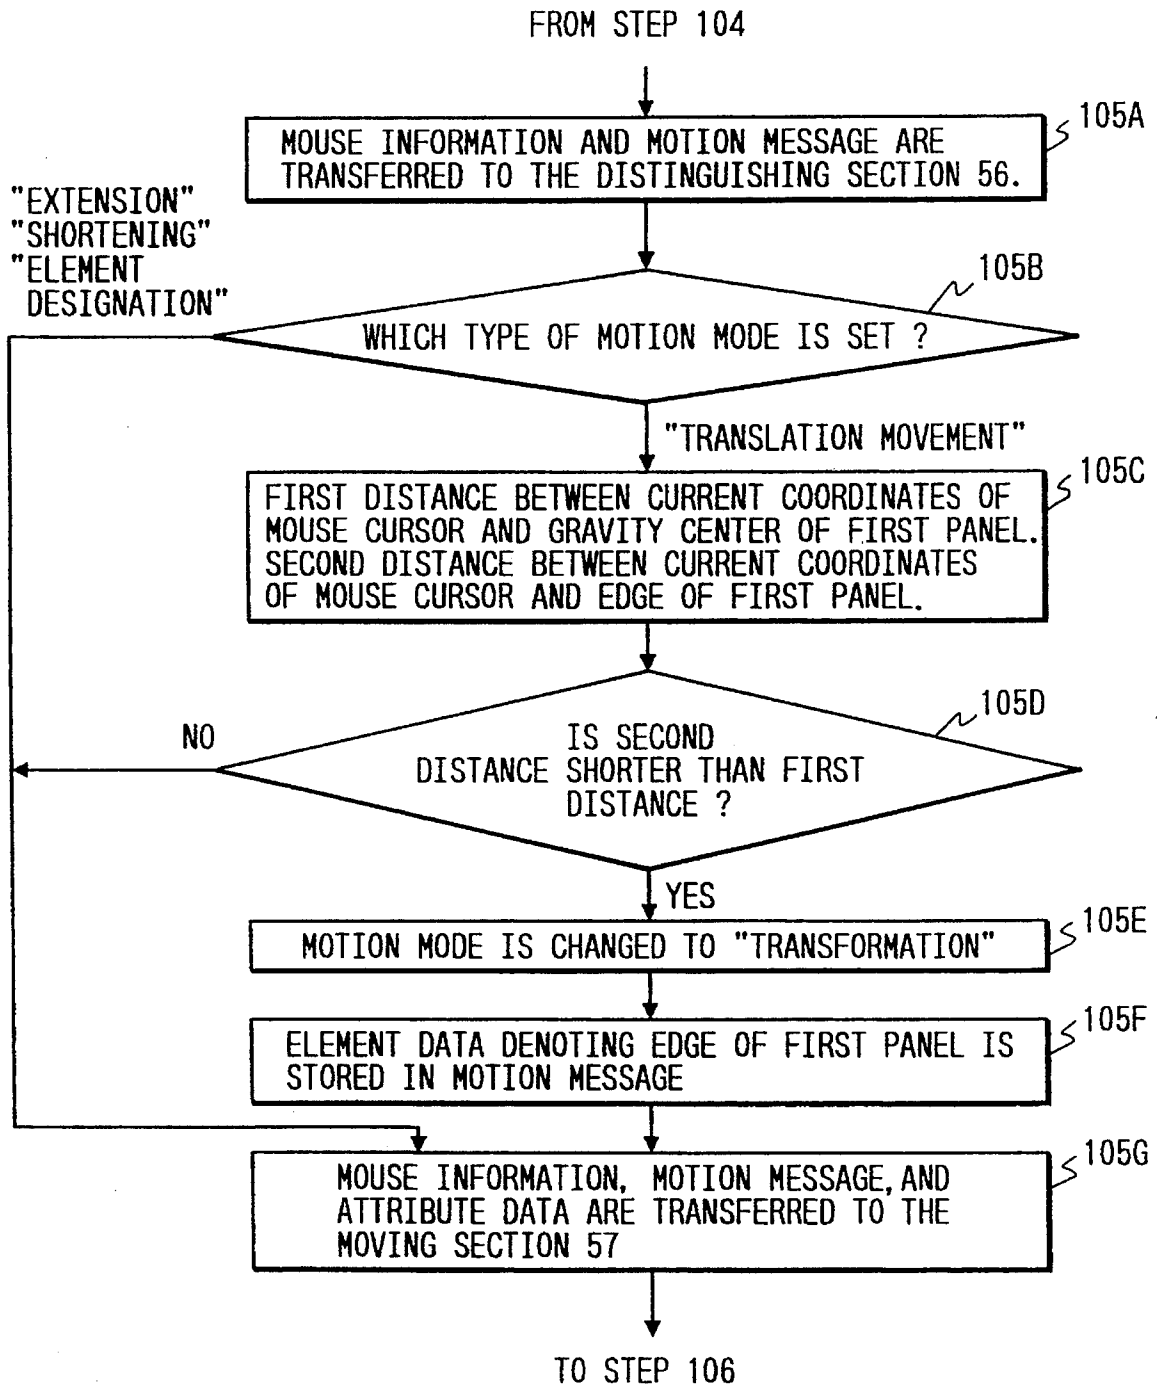 FROM STEP 104
105A
MOUSE INFORMATION AND MOTION MESSAGE ARE
TRANSFERRED TO THE DISTINGUISHING SECTION 56.
"EXTENSION"
"SHORTENING"
"ELEMENT
DESIGNATION"
105B
WHICH TYPE OF MOTION MODE IS SET ?
"TRANSLATION MOVEMENT"
105C
FIRST DISTANCE BETWEEN CURRENT COORDINATES OF
MOUSE CURSOR AND GRAVITY CENTER OF FIRST PANEL.
SECOND DISTANCE BETWEEN CURRENT COORDINATES
OF MOUSE CURSOR AND EDGE OF FIRST PANEL.
105D
NO
IS SECOND
DISTANCE SHORTER THAN FIRST
DISTANCE ?
YES
105E
MOTION MODE IS CHANGED TO "TRANSFORMATION"
105F
ELEMENT DATA DENOTING EDGE OF FIRST PANEL IS
STORED IN MOTION MESSAGE
105G
MOUSE INFORMATION, MOTION MESSAGE, AND
ATTRIBUTE DATA ARE TRANSFERRED TO THE
MOVING SECTION 57
TO STEP 106